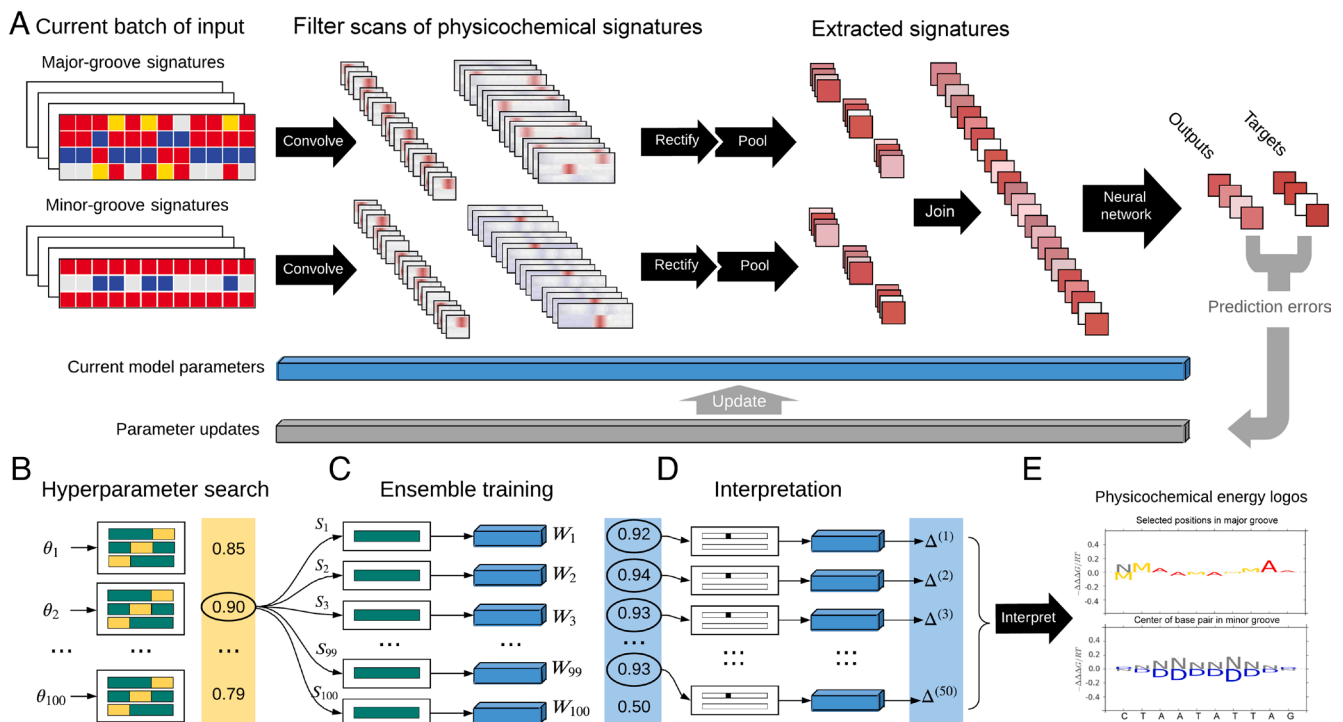 A
Current batch of input
Filter scans of physicochemical signatures
Extracted signatures
Major-groove signatures
Convolve
Rectify
Pool
Minor-groove signatures
Convolve
Rectify
Pool
Join
Neural
network
Outputs
Targets
Prediction errors
Current model parameters
Update
Parameter updates
B
Hyperparameter search
θ1
0.85
θ2
0.90
...
...
...
θ100
0.79
C
Ensemble training
S1
W1
S2
W2
S3
W3
...
...
S99
W99
S100
W100
D
Interpretation
0.92
Δ(1)
0.94
Δ(2)
0.93
Δ(3)
...
...
...
0.93
0.50
Δ(50)
Interpret
E
Physicochemical energy logos
Selected positions in major groove
−ΔΔΔG/RT
0.4
0.2
0.0
-0.2
-0.4
N M M A A M A M A
Center of base pair in minor groove
−ΔΔΔG/RT
0.4
0.2
0.0
-0.2
-0.4
N N N N N N N N
D D D D D D D D
C T A A T A T T A G